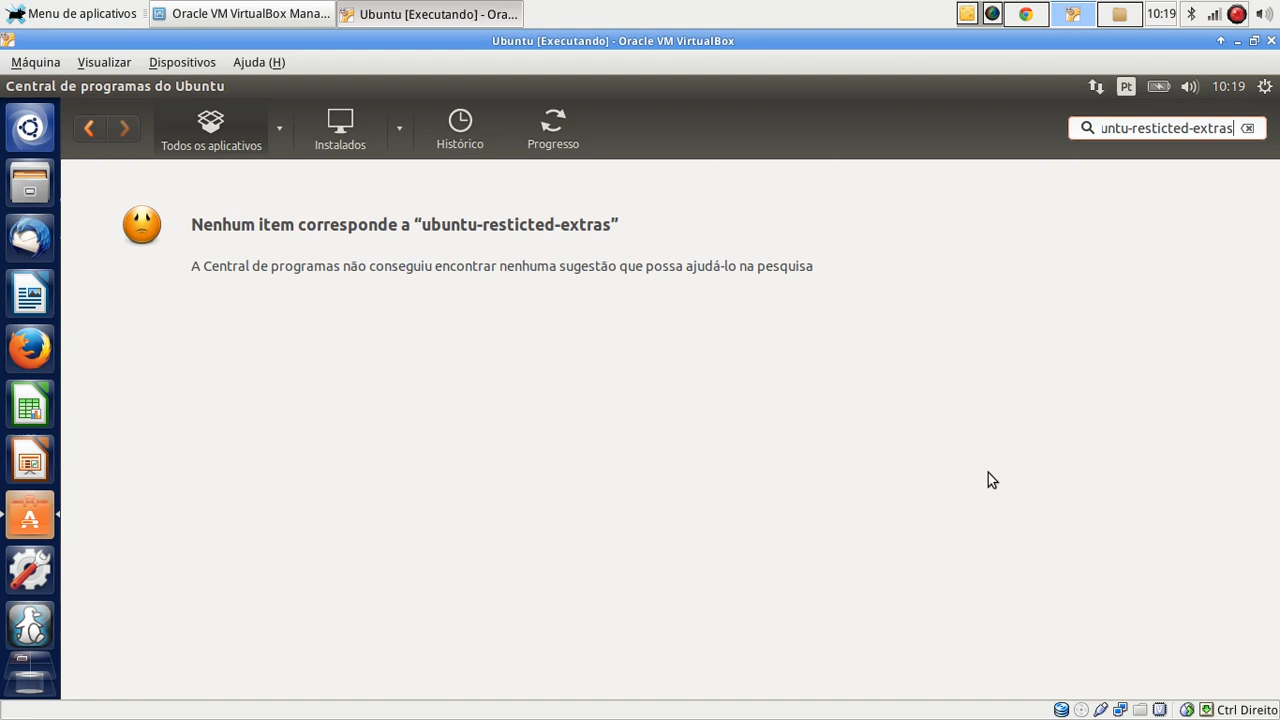 Menu de aplicativos
Oracle VM VirtualBox Mana...
Ubuntu [Executando] - Ora...
10:19
Ubuntu [Executando] - Oracle VM VirtualBox
Máquina
Visualizar
Dispositivos
Ajuda (H)
Central de programas do Ubuntu
Pt
10:19
Todos os aplicativos
Instalados
Histórico
Progresso
untu-resticted-extras
Nenhum item corresponde a “ubuntu-resticted-extras”
A Central de programas não conseguiu encontrar nenhuma sugestão que possa ajudá-lo na pesquisa
Ctrl Direito